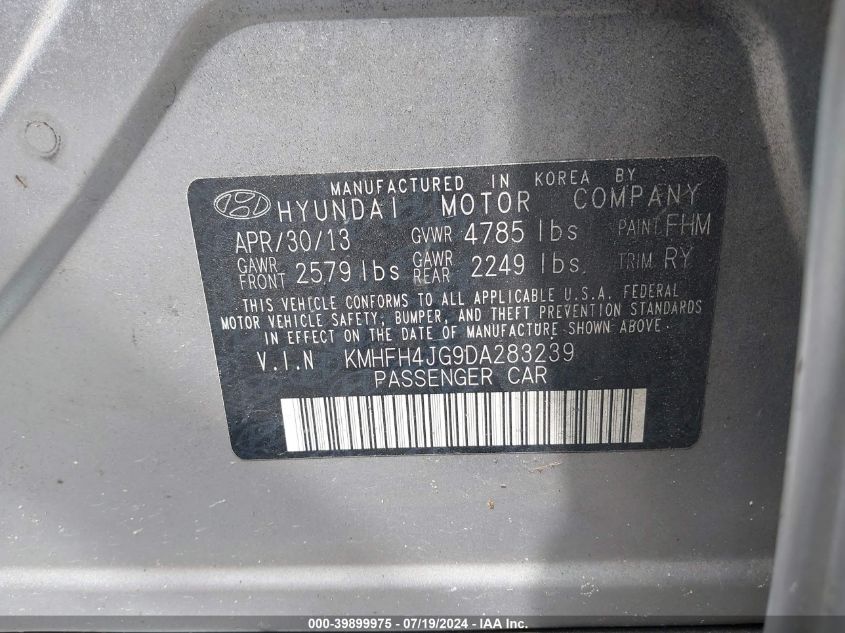 MANUFACTURED IN KOREA BY
HYUNDAI MOTOR COMPANY
APR/30/13 GVWR 4785 lbs PAINT FHM
GAWR FRONT 2579 lbs GAWR REAR 2249 lbs. TRIM RY
THIS VEHICLE CONFORMS TO ALL APPLICABLE U.S.A. FEDERAL
MOTOR VEHICLE SAFETY, BUMPER, AND THEFT PREVENTION STANDARDS
IN EFFECT ON THE DATE OF MANUFACTURE SHOWN ABOVE.
V.I.N KMHFH4JG9DA283239
PASSENGER CAR
000-39899975 - 07/19/2024 - IAA Inc.